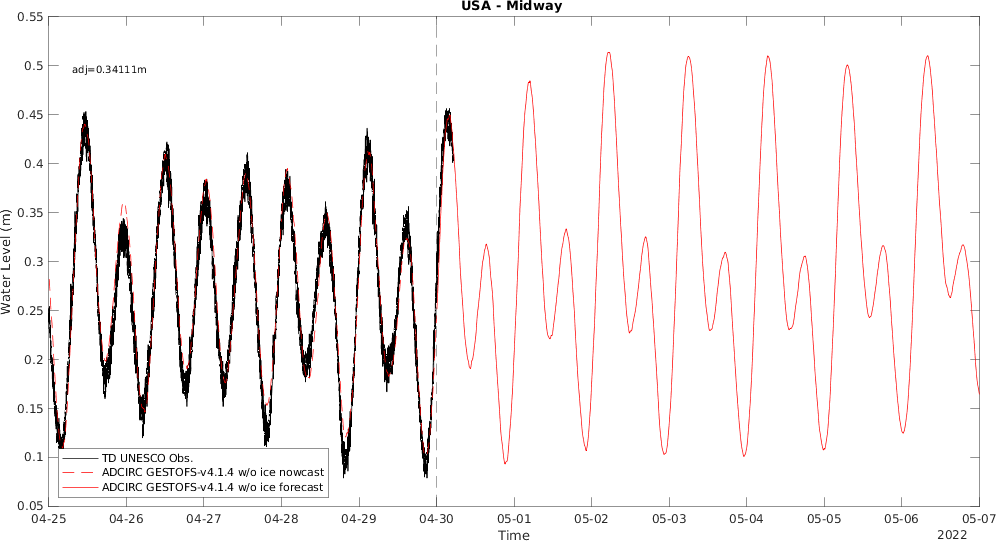 USA - Midway
0.55
0.5
0.45
0.4
0.35
0.3
0.25
0.2
0.15
0.1
0.05
Water Level (m)
adj=0.34111m
TD UNESCO Obs.
ADCIRC GESTOFS-v4.1.4 w/o ice nowcast
ADCIRC GESTOFS-v4.1.4 w/o ice forecast
04-25 04-26 04-27 04-28 04-29 04-30 05-01 05-02 05-03 05-04 05-05 05-06 05-07
Time
2022